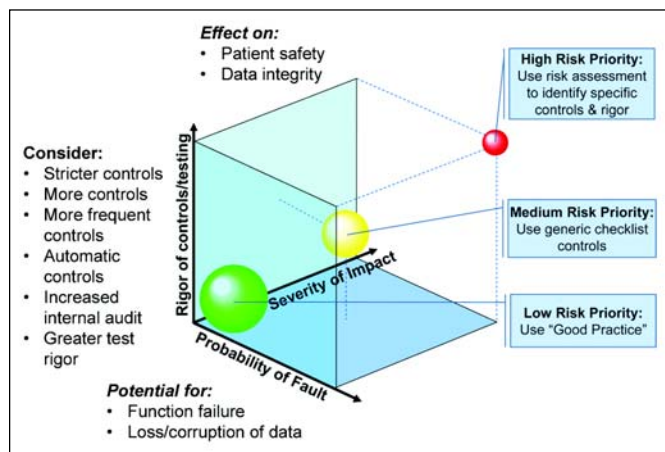 Effect on:
• Patient safety
• Data integrity
High Risk Priority:
Use risk assessment
to identify specific
controls & rigor
Consider:
• Stricter controls
• More controls
• More frequent
controls
• Automatic
controls
• Increased
internal audit
• Greater test
rigor
Rigor of controls/testing
Medium Risk Priority:
Use generic checklist
controls
Severity of Impact
Low Risk Priority:
Use "Good Practice"
Probability of Fault
Potential for:
• Function failure
• Loss/corruption of data